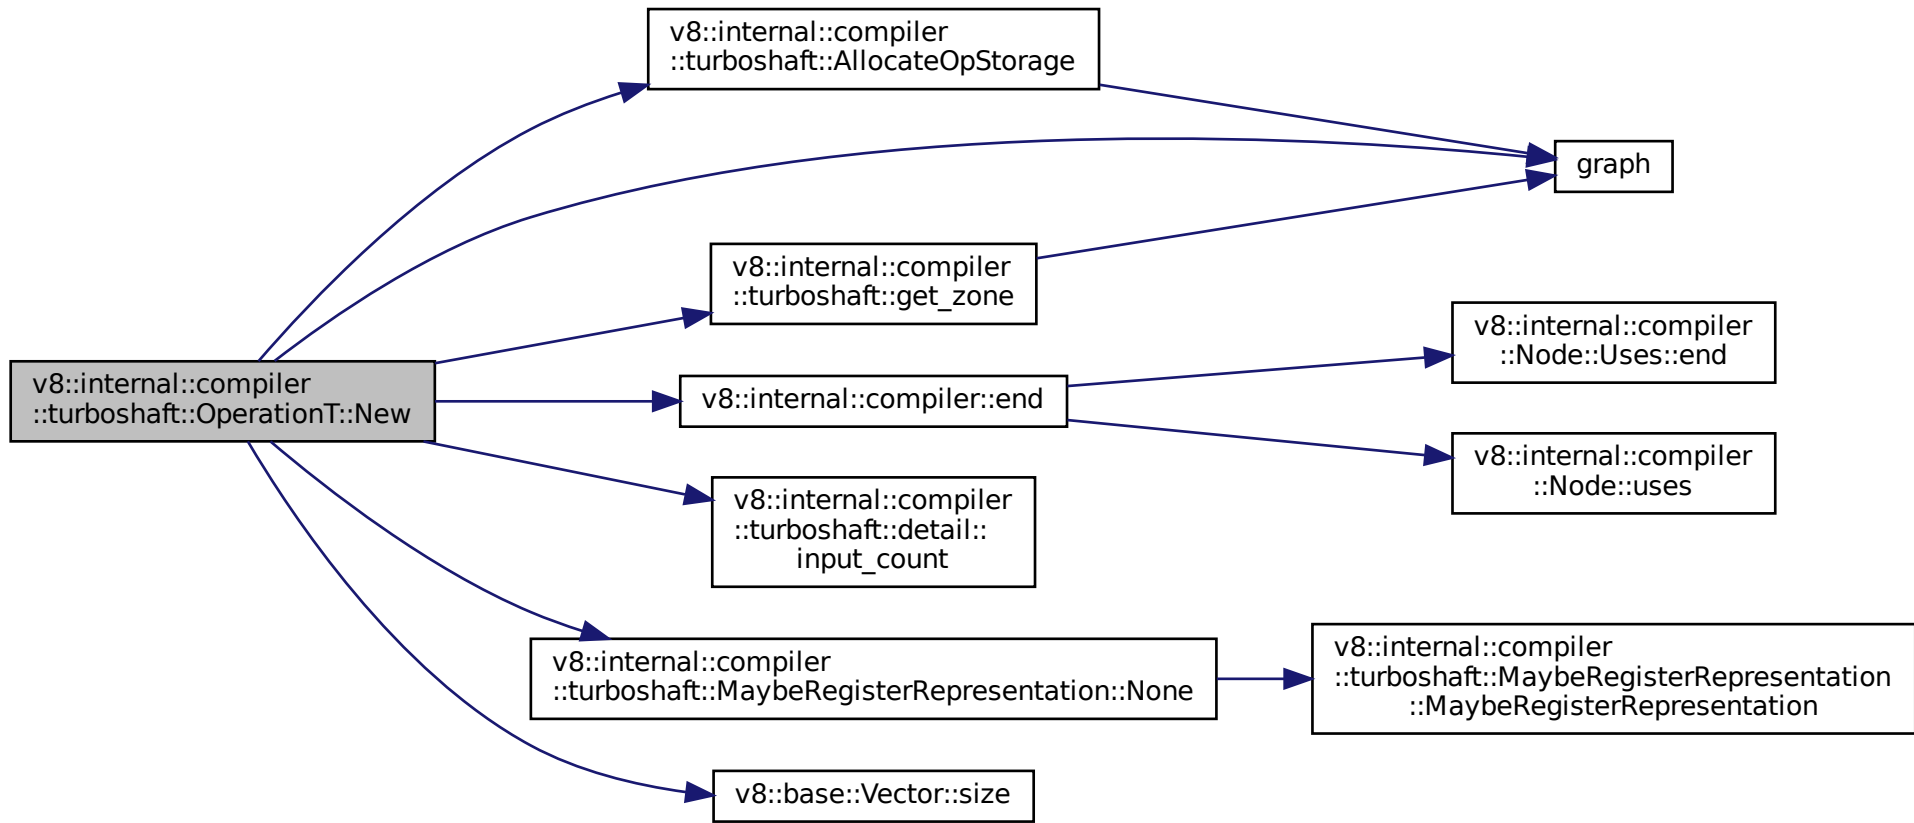 v8::internal::compiler
::turboshaft::AllocateOpStorage
graph
v8::internal::compiler
::turboshaft::get_zone
v8::internal::compiler
::Node::Uses::end
v8::internal::compiler
::turboshaft::OperationT::New
v8::internal::compiler::end
v8::internal::compiler
::Node::uses
v8::internal::compiler
::turboshaft::detail::
input_count
v8::internal::compiler
::turboshaft::MaybeRegisterRepresentation::None
v8::internal::compiler
::turboshaft::MaybeRegisterRepresentation
::MaybeRegisterRepresentation
v8::base::Vector::size